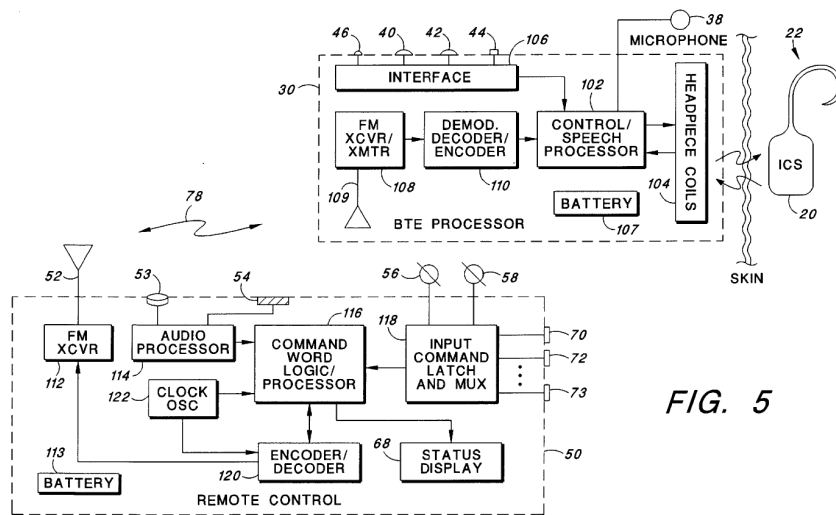 46
40
42
44
106
38
MICROPHONE
22
30
INTERFACE
102
FM
XCVR/
XMTR
DEMOD.
DECODER/
ENCODER
CONTROL/
SPEECH
PROCESSOR
HEADPIECE COILS
ICS
109
108
110
104
20
BATTERY
107
BTE PROCESSOR
SKIN
78
52
53
54
56
58
116
118
FM
XCVR
AUDIO
PROCESSOR
COMMAND
WORD
LOGIC/
PROCESSOR
INPUT
COMMAND
LATCH
AND MUX
70
72
73
112
114
122
CLOCK
OSC
FIG. 5
113
BATTERY
ENCODER/
DECODER
120
68
STATUS
DISPLAY
50
REMOTE CONTROL